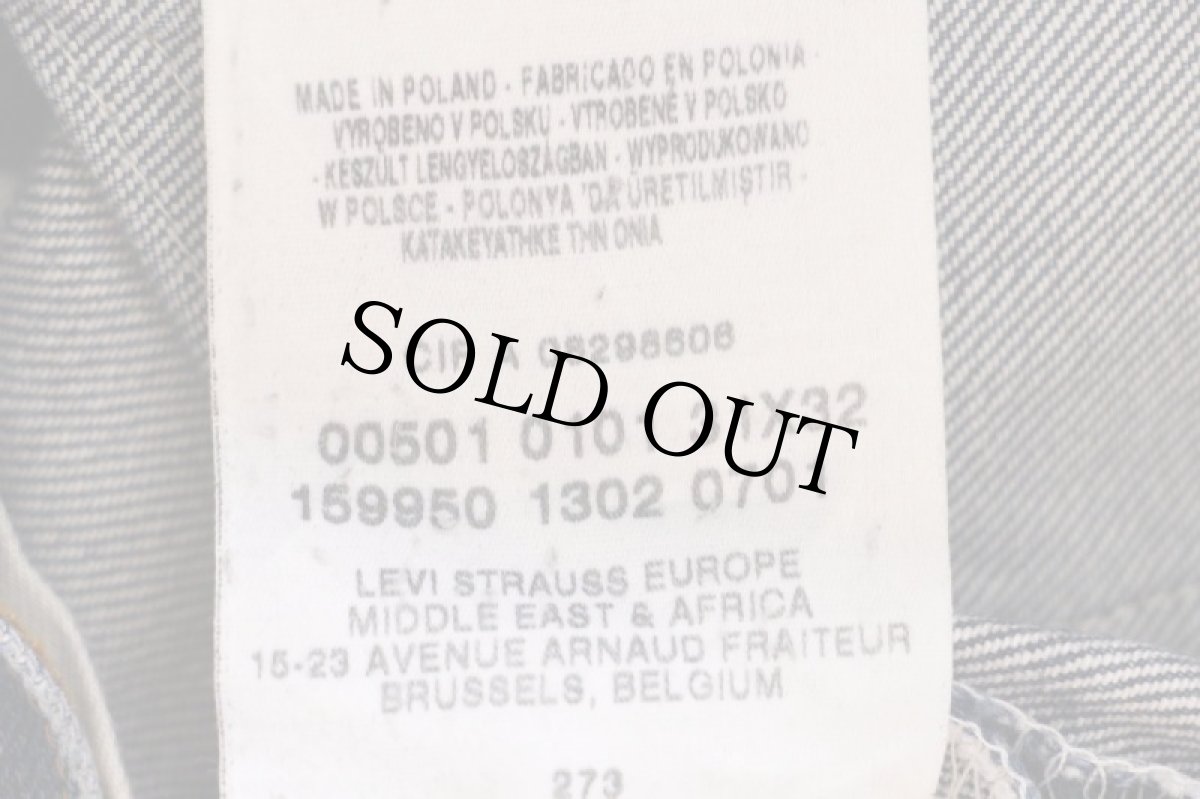 MADE IN POLAND · FABRICADO EN POLONIA ·
VYROBENO V POLSKU · VTROBENÉ V POLSKO
· KESZÜLT LENGYELOSZÁGBAN · WYPRODUKOWANO
W POLSCE · POLONYA 'DA ÜRETILMIŞTIR ·
KATAKEYATHKE THN ONIA
08298606
SOLD OUT
00501 010
159950 1302
LEVI STRAUSS EUROPE
MIDDLE EAST & AFRICA
15-23 AVENUE ARNAUD FRAITEUR
BRUSSELS, BELGIUM
273